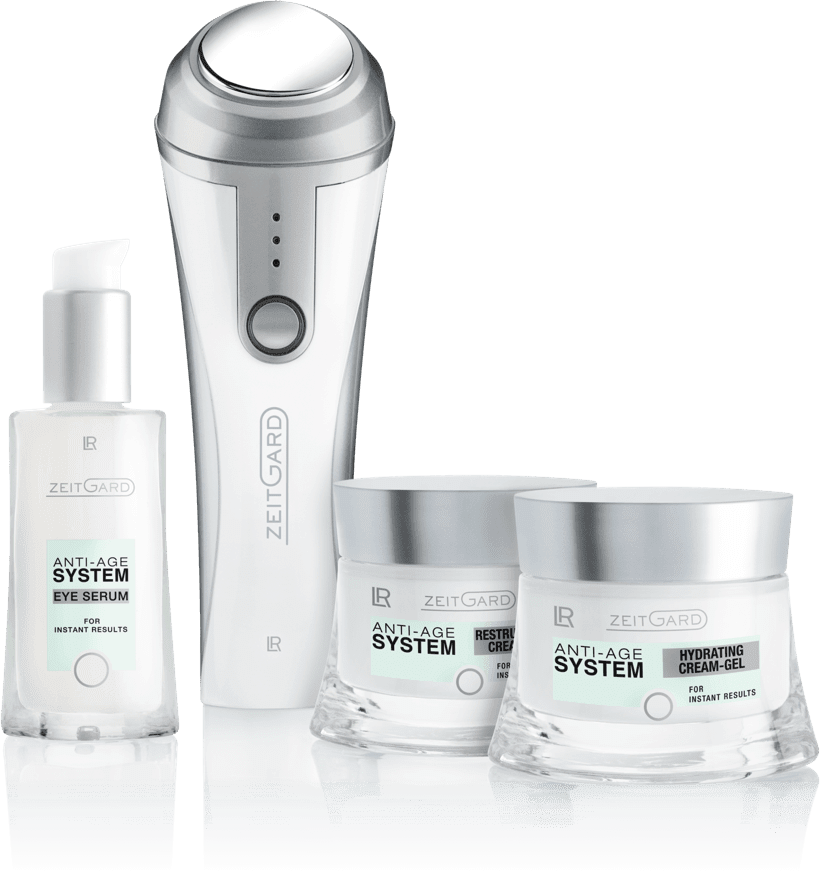 LR
ZEITGARD
ANTI-AGE
SYSTEM
EYE SERUM
FOR
INSTANT RESULTS
ZEITGARD
LR
LR
ZEITGARD
ANTI-AGE
SYSTEM
FOR
LR
ZEITGARD
ANTI-AGE
SYSTEM
HYDRATING
CREAM-GEL
FOR
INSTANT RESULTS